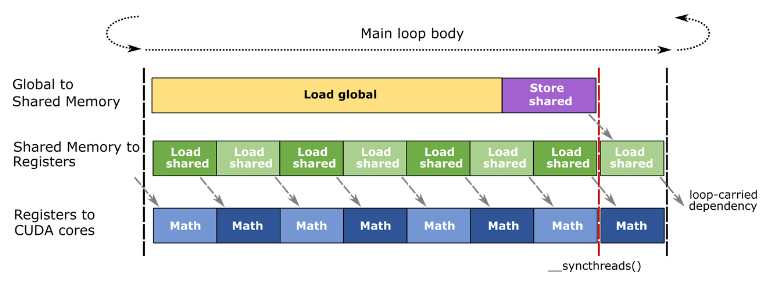 Main loop body
Global to
Shared Memory
Load global
Store
shared
Shared Memory to
Registers
Load
shared
Load
shared
Load
shared
Load
shared
Load
shared
Load
shared
Load
shared
Load
shared
loop-carried
dependency
Registers to
CUDA cores
Math
Math
Math
Math
Math
Math
Math
Math
__syncthreads()